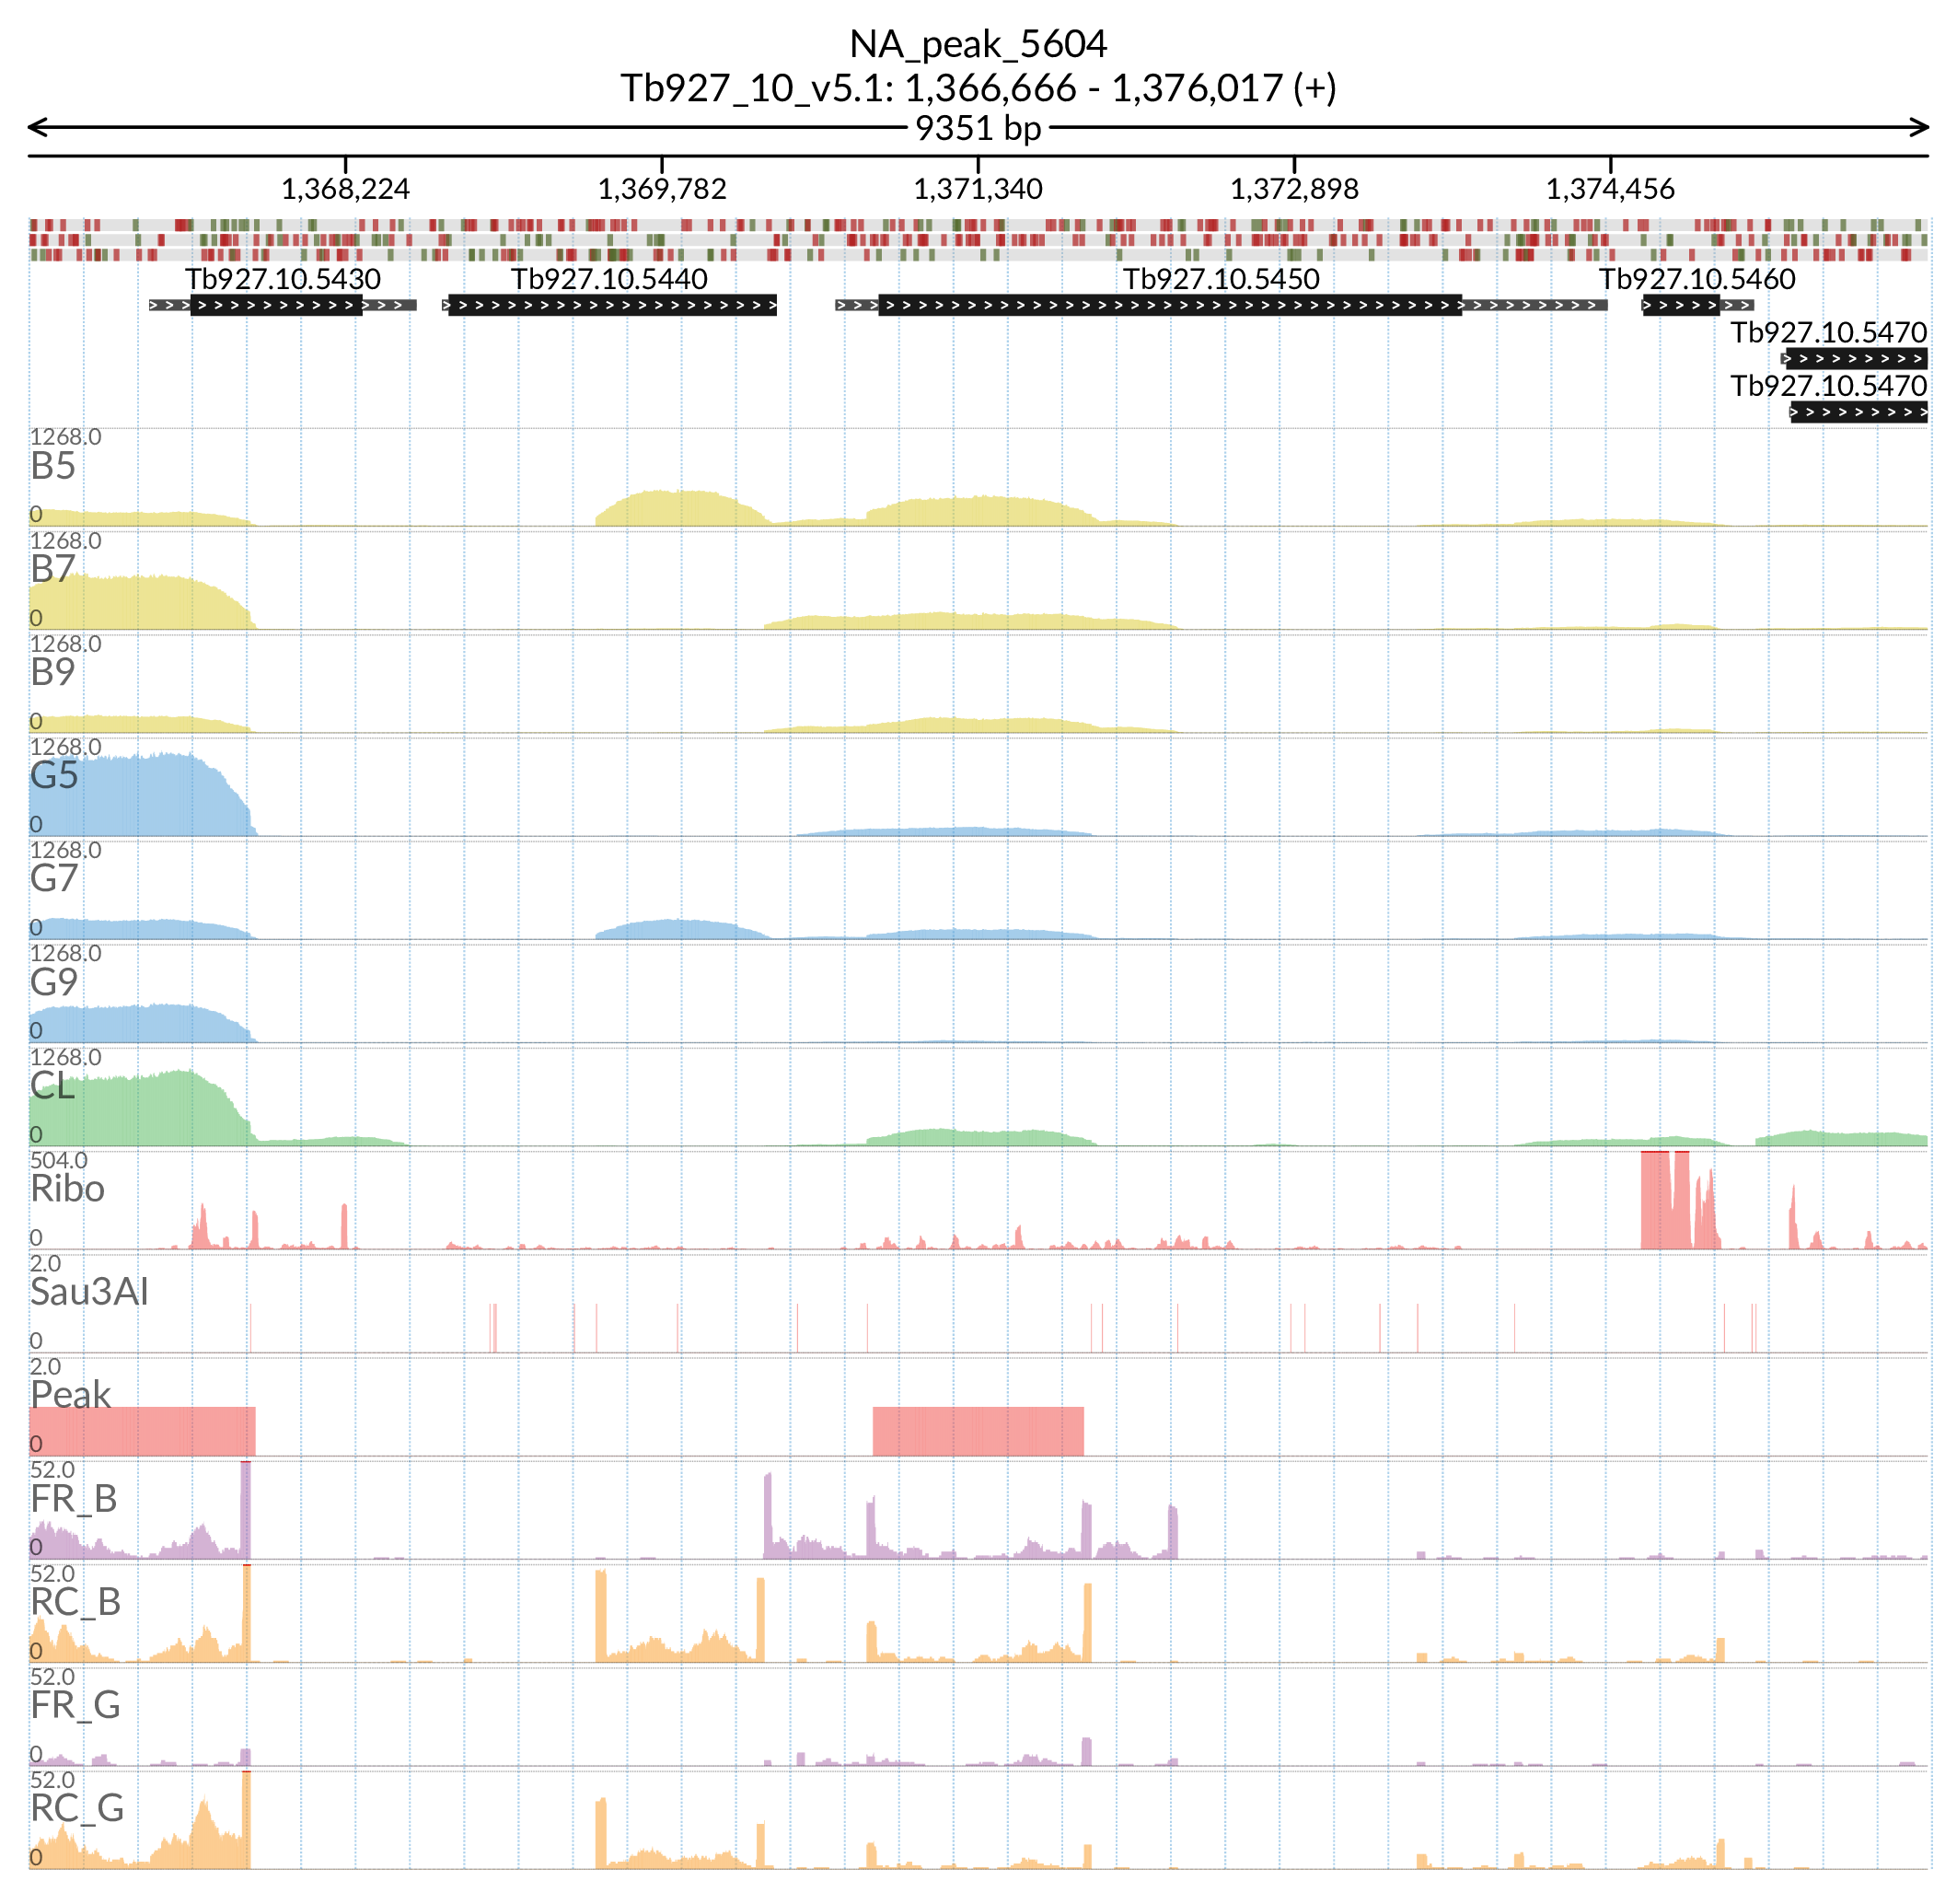 NA_peak_5604
Tb927_10_v5.1: 1,366,666 - 1,376,017 (+)
9351 bp
1,368,224 1,369,782 1,371,340 1,372,898 1,374,456
Tb927.10.5430 Tb927.10.5440 Tb927.10.5450 Tb927.10.5460
Tb927.10.5470
Tb927.10.5470
1268.0
B5
0
1268.0
B7
0
1268.0
B9
0
1268.0
G5
0
1268.0
G7
0
1268.0
G9
0
1268.0
CL
0
504.0
Ribo
0
2.0
Sau3AI
0
2.0
Peak
0
52.0
FR_B
0
52.0
RC_B
0
52.0
FR_G
0
52.0
RC_G
0